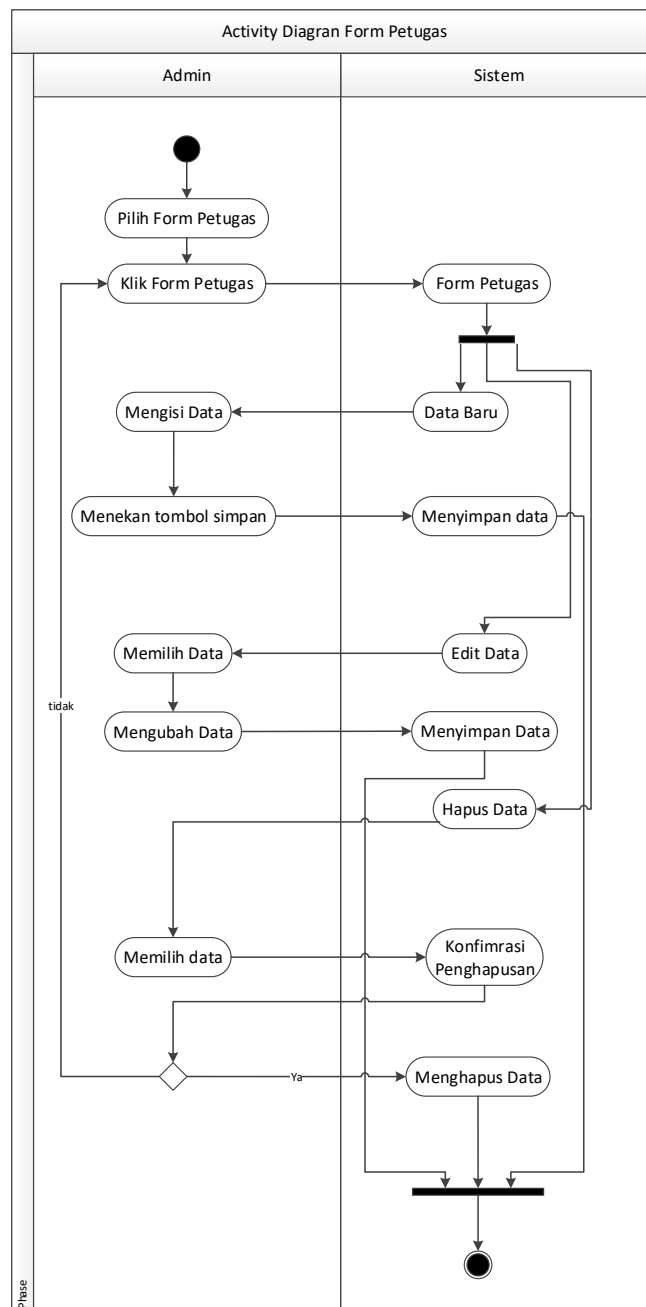 Activity Diagran Form Petugas
Admin
Sistem
Pilih Form Petugas
Klik Form Petugas
Form Petugas
Mengisi Data
Data Baru
Menekan tombol simpan
Menyimpan data
Memilih Data
Edit Data
tidak
Mengubah Data
Menyimpan Data
Hapus Data
Memilih data
Konfimrasi
Penghapusan
Ya
Menghapus Data
Phase